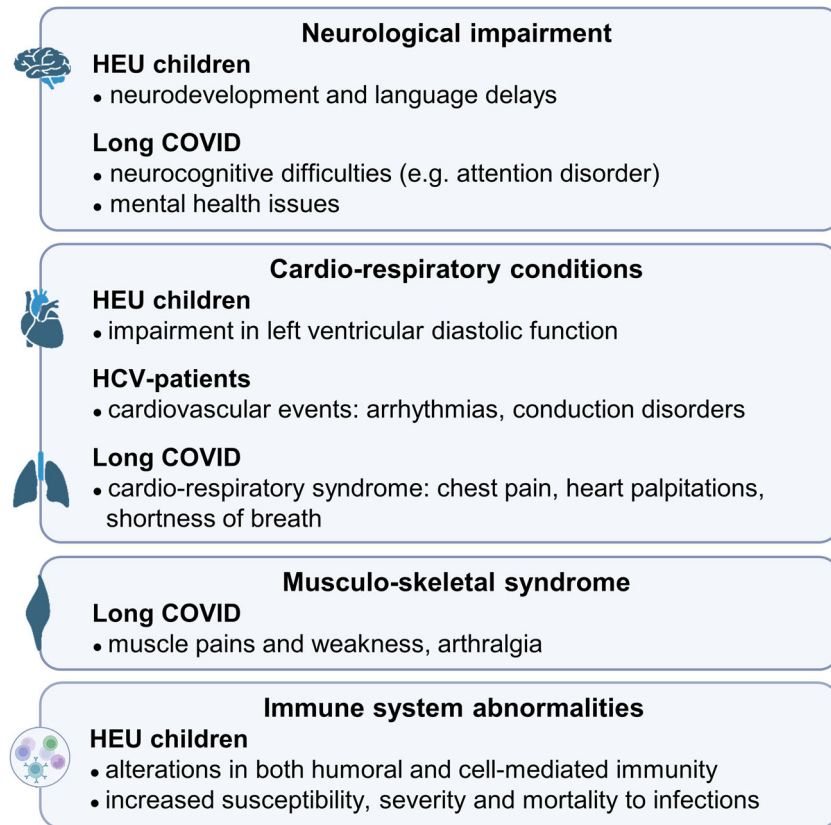 Neurological impairment
HEU children
• neurodevelopment and language delays
Long COVID
• neurocognitive difficulties (e.g. attention disorder)
• mental health issues
Cardio-respiratory conditions
HEU children
• impairment in left ventricular diastolic function
HCV-patients
• cardiovascular events: arrhythmias, conduction disorders
Long COVID
• cardio-respiratory syndrome: chest pain, heart palpitations,
shortness of breath
Musculo-skeletal syndrome
Long COVID
• muscle pains and weakness, arthralgia
Immune system abnormalities
HEU children
• alterations in both humoral and cell-mediated immunity
• increased susceptibility, severity and mortality to infections